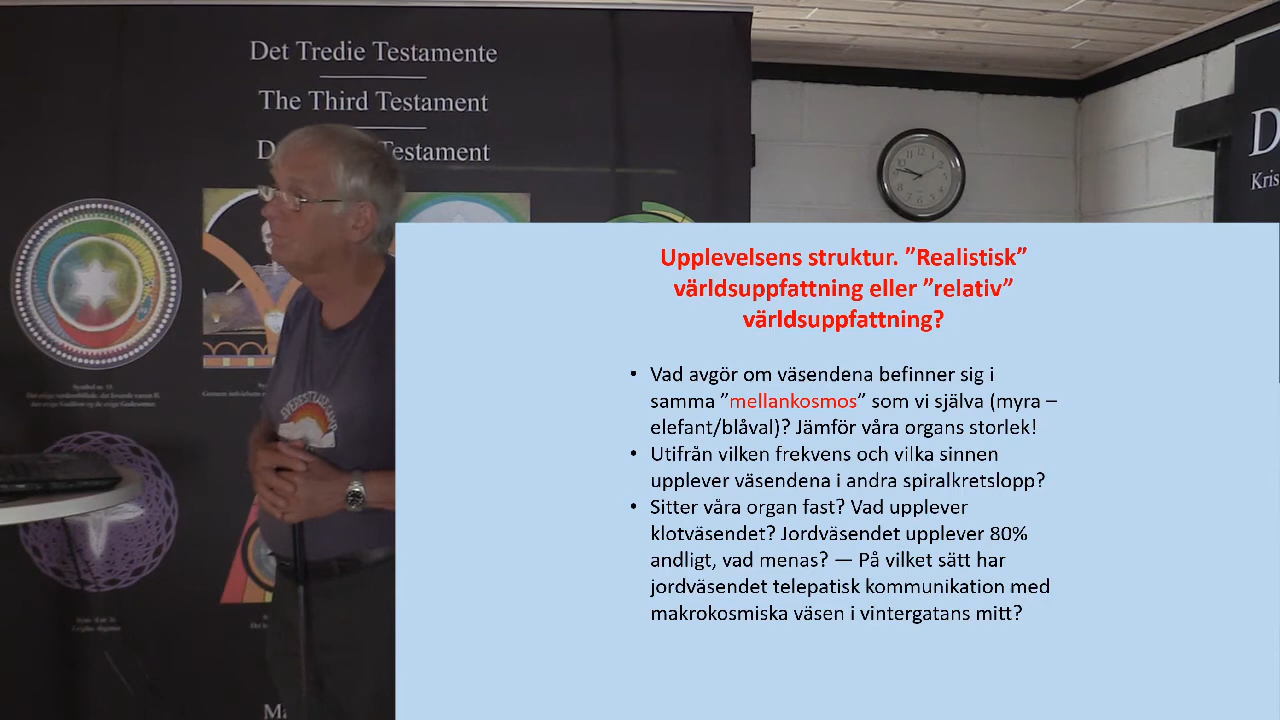 Det Tredie Testamente
The Third Testament
Testament
D
Kris
EVERESTUMLAND
Upplevelsens struktur. ”Realistisk”
världsuppfattning eller ”relativ”
världsuppfattning?
• Vad avgör om väsendena befinner sig i
samma ”mellankosmos” som vi själva (myra –
elefant/blåval)? Jämför våra organs storlek!
• Utifrån vilken frekvens och vilka sinnen
upplever väsendena i andra spiralkretslopp?
• Sitter våra organ fast? Vad upplever
klotväsendet? Jordväsendet upplever 80%
andligt, vad menas? — På vilket sätt har
jordväsendet telepatisk kommunikation med
makrokosmiska väsen i vintergatans mitt?